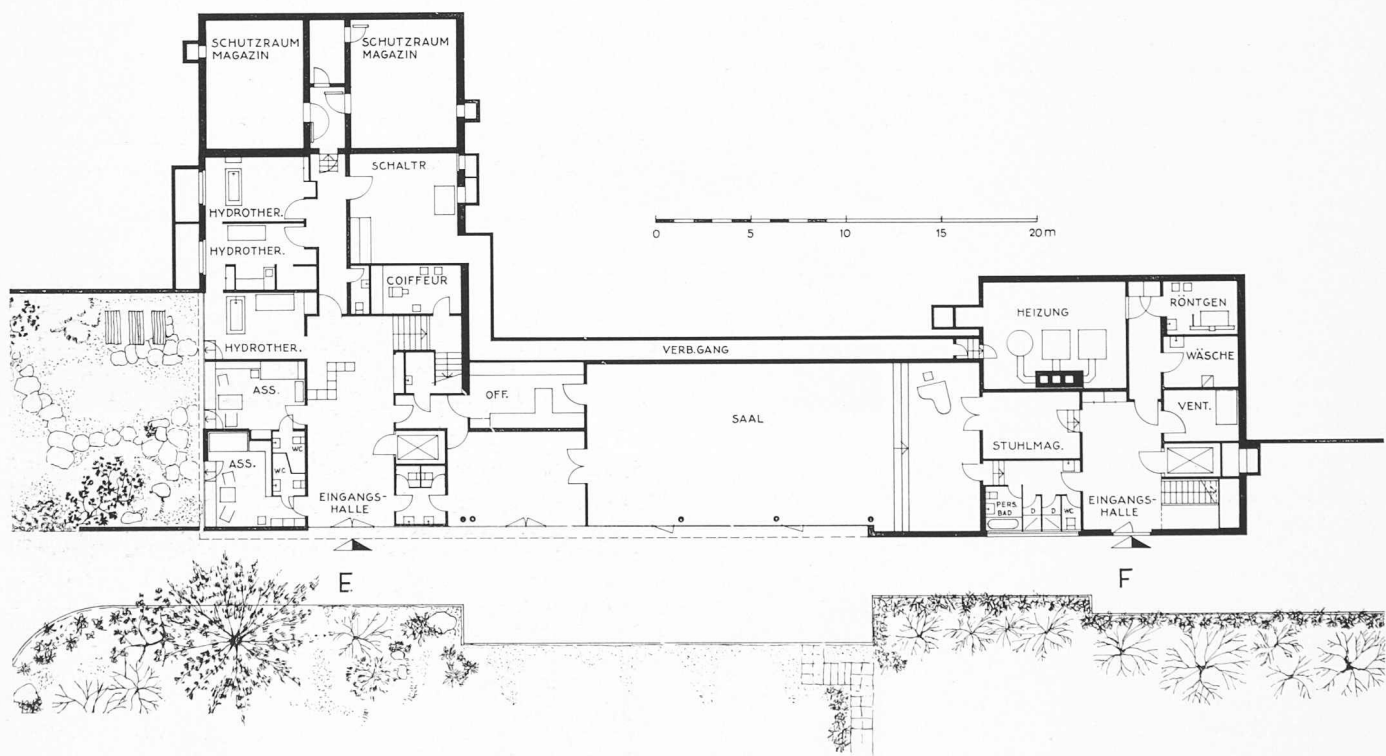 SCHUTZRAUM
MAGAZIN
SCHUTZRAUM
MAGAZIN
SCHALTR
HYDROTHER.
HYDROTHER.
COIFFEUR
HYDROTHER.
0 5 10 15 20 m
HEIZUNG
RÖNTGEN
WÄSCHE
VERB.GANG
ASS.
OFF.
SAAL
STUHLMAG.
VENT.
WC
WC
ASS.
EINGANGS-
HALLE
PERS.
BAD
D
D
WC
EINGANGS-
HALLE
E
F